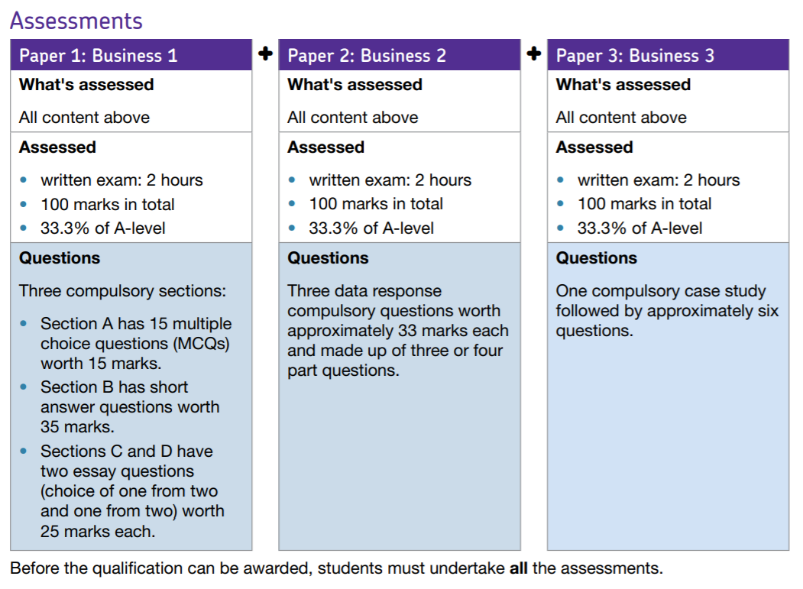 Assessments
Paper 1: Business 1
What's assessed
All content above
Assessed
• written exam: 2 hours
• 100 marks in total
• 33.3% of A-level
Questions
Three compulsory sections:
• Section A has 15 multiple
choice questions (MCQs)
worth 15 marks.
• Section B has short
answer questions worth
35 marks.
• Sections C and D have
two essay questions
(choice of one from two
and one from two) worth
25 marks each.
+
Paper 2: Business 2
What's assessed
All content above
Assessed
• written exam: 2 hours
• 100 marks in total
• 33.3% of A-level
Questions
Three data response
compulsory questions worth
approximately 33 marks each
and made up of three or four
part questions.
+
Paper 3: Business 3
What's assessed
All content above
Assessed
• written exam: 2 hours
• 100 marks in total
• 33.3% of A-level
Questions
One compulsory case study
followed by approximately six
questions.
Before the qualification can be awarded, students must undertake all the assessments.